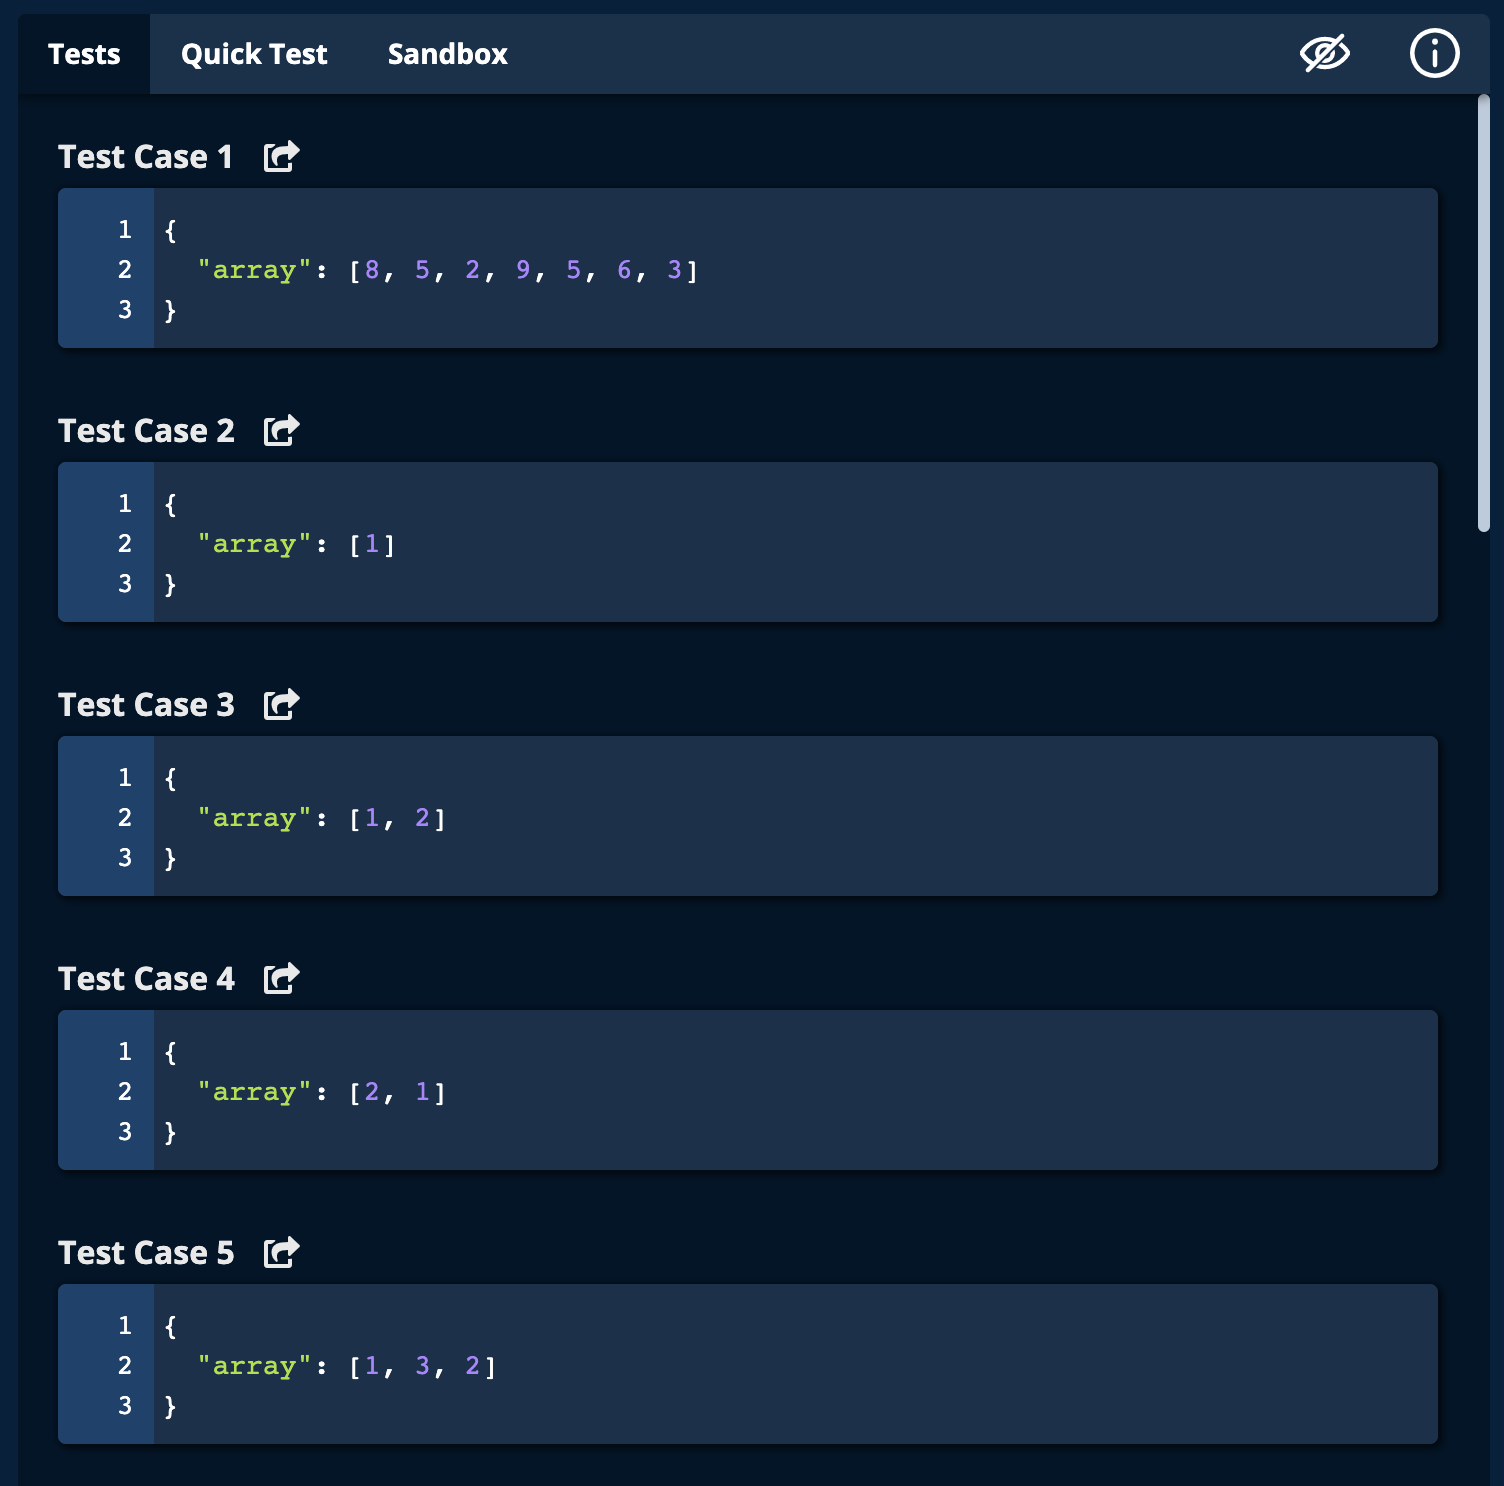 Tests Quick Test Sandbox
Test Case 1
1 {
2   "array": [8, 5, 2, 9, 5, 6, 3]
3 }
Test Case 2
1 {
2   "array": [1]
3 }
Test Case 3
1 {
2   "array": [1, 2]
3 }
Test Case 4
1 {
2   "array": [2, 1]
3 }
Test Case 5
1 {
2   "array": [1, 3, 2]
3 }